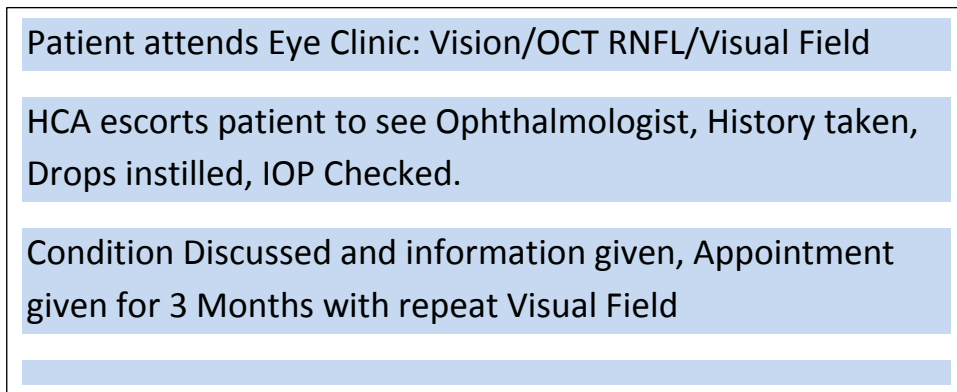 Patient attends Eye Clinic: Vision/OCT RNFL/Visual Field
HCA escorts patient to see Ophthalmologist, History taken,
Drops instilled, IOP Checked.
Condition Discussed and information given, Appointment
given for 3 Months with repeat Visual Field